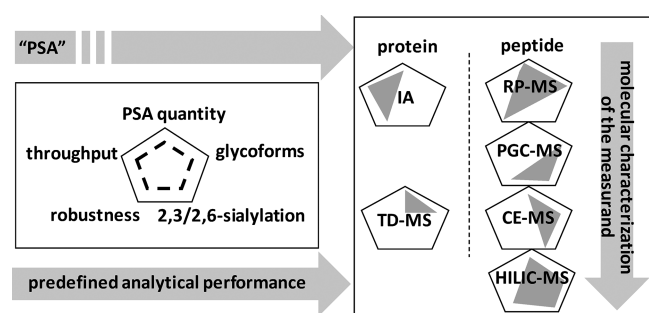 “PSA”
PSA quantity
throughput
glycoforms
robustness
2,3/2,6-sialylation
predefined analytical performance
protein
peptide
IA
RP-MS
PGC-MS
TD-MS
CE-MS
HILIC-MS
molecular characterization
of the measurand